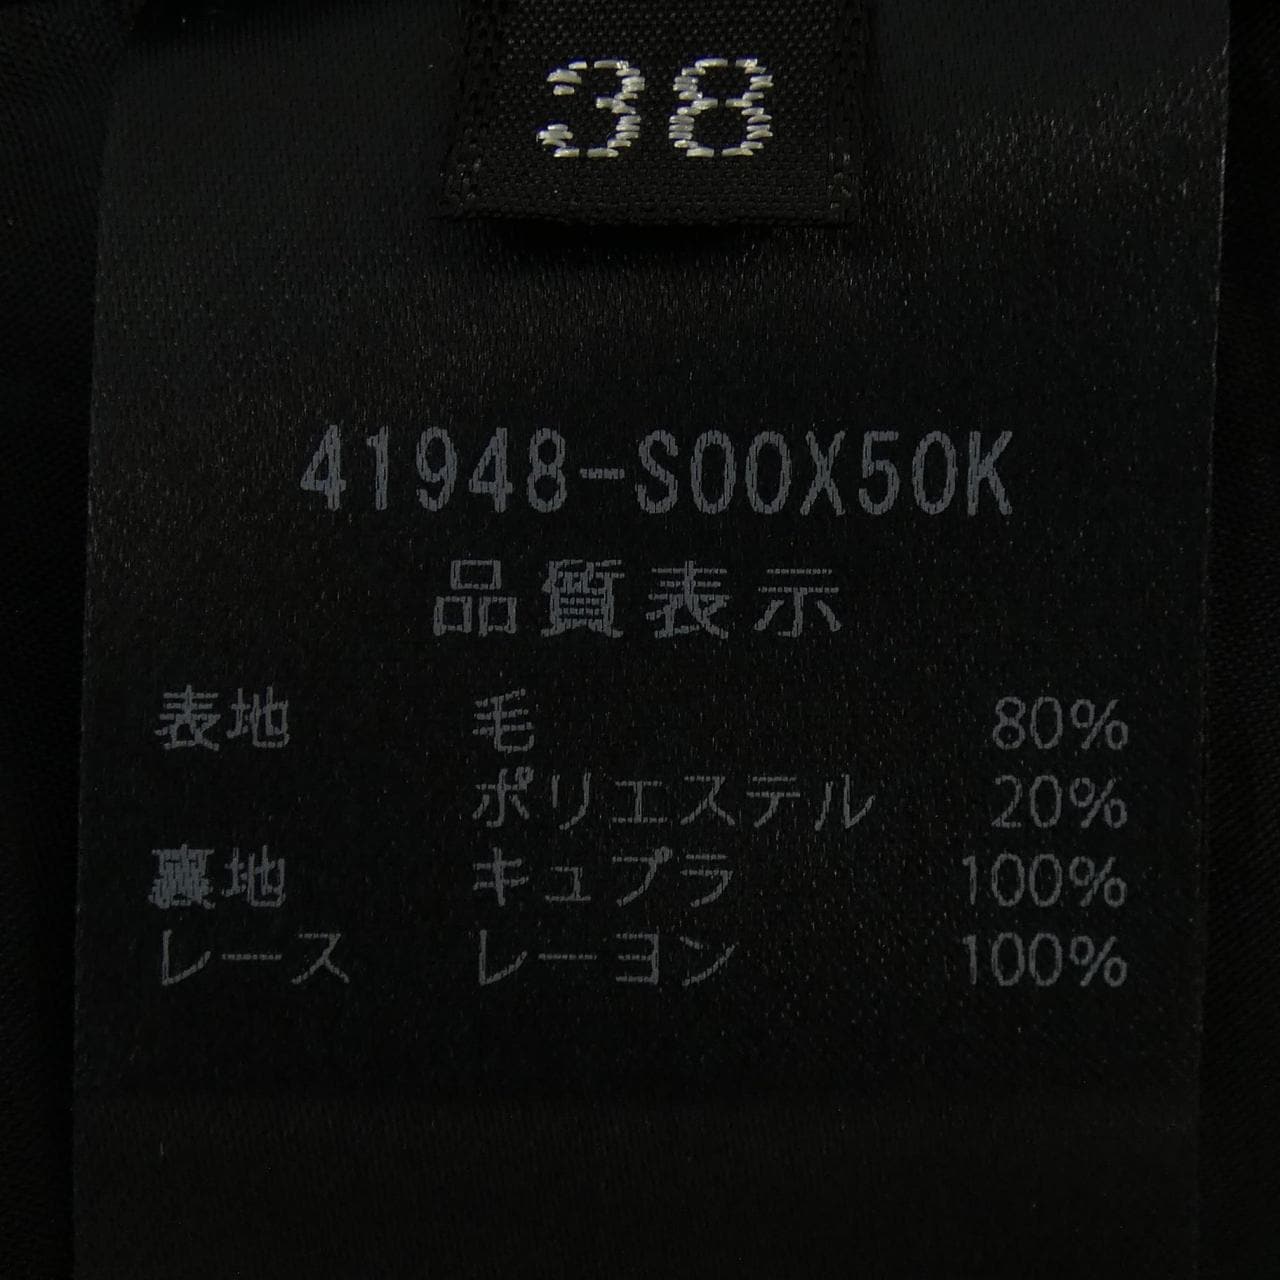 38
41948-S00X50K
品質表示
表地 毛 80%
ポリエステル 20%
裏地 キュプラ 100%
レース レーヨン 100%